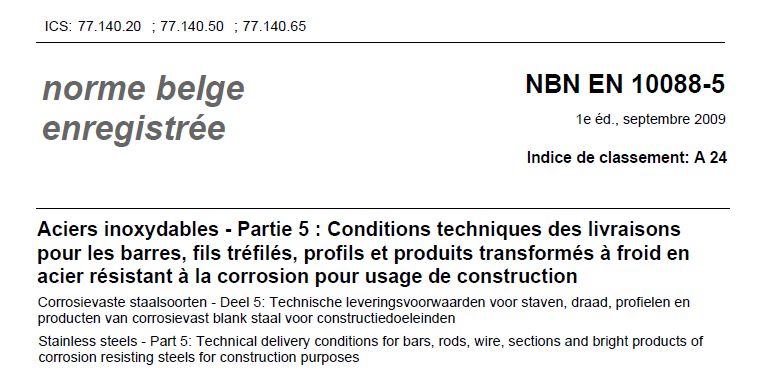 ICS: 77.140.20 ; 77.140.50 ; 77.140.65
norme belge
enregistrée
NBN EN 10088-5
1e éd., septembre 2009
Indice de classement: A 24
Aciers inoxydables - Partie 5 : Conditions techniques des livraisons
pour les barres, fils tréfilés, profils et produits transformés à froid en
acier résistant à la corrosion pour usage de construction
Corrosievaste staalsoorten - Deel 5: Technische leveringsvoorwaarden voor staven, draad, profielen en
producten van corrosievast blank staal voor constructiedoeleinden
Stainless steels - Part 5: Technical delivery conditions for bars, rods, wire, sections and bright products of
corrosion resisting steels for construction purposes